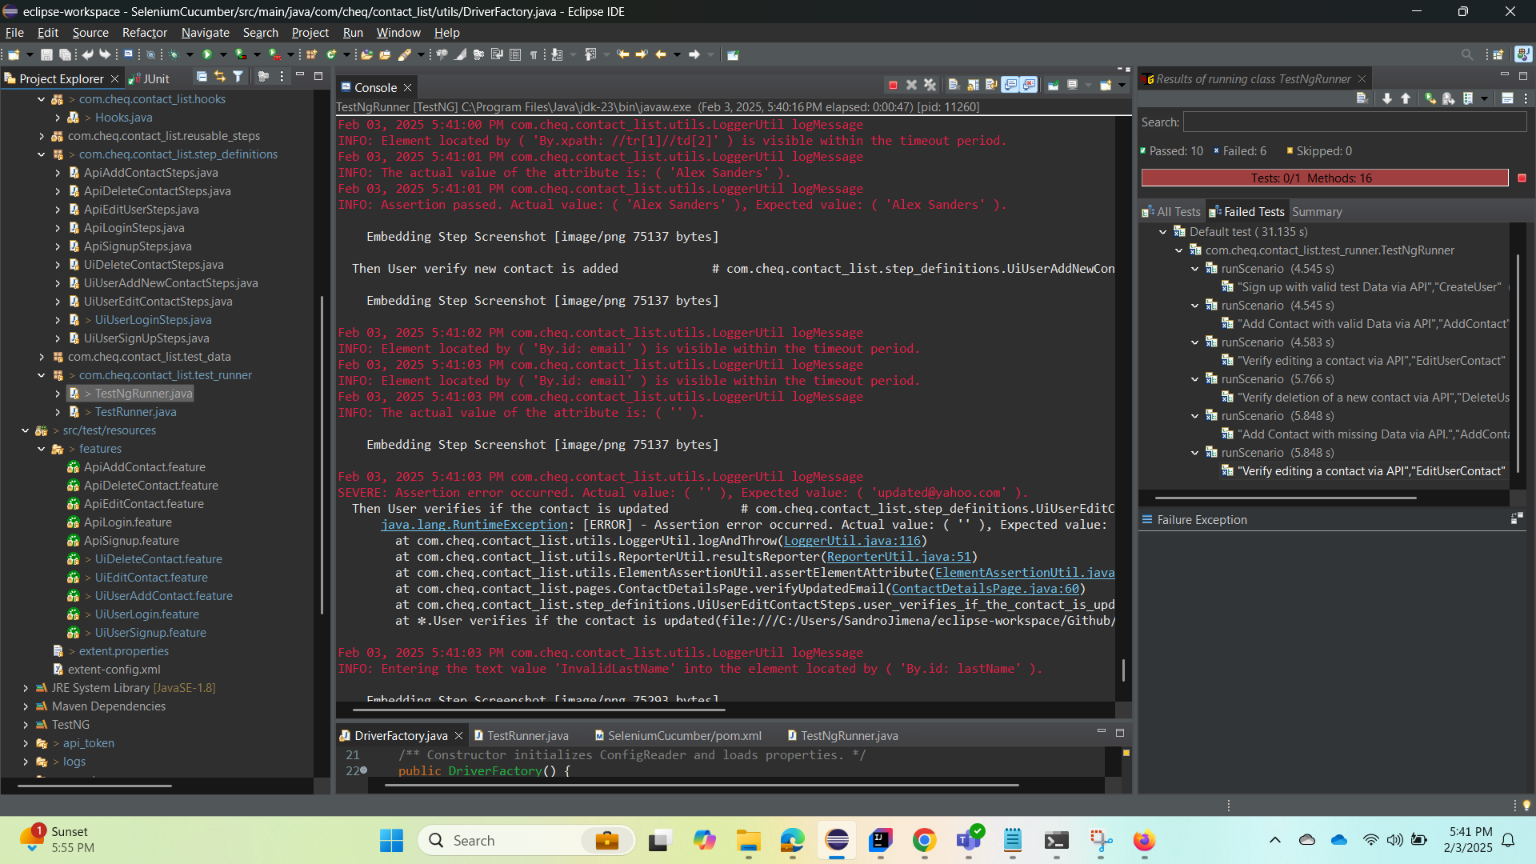 eclipse-workspace - SeleniumCucumber/src/main/java/com/cheq/contact_list/utils/DriverFactory.java - Eclipse IDE
File Edit Source Refactor Navigate Search Project Run Window Help
Project Explorer JUnit
com.cheq.contact_list.hooks
> Hooks.java
com.cheq.contact_list.reusable_steps
> com.cheq.contact_list.step_definitions
ApiAddContactSteps.java
ApiDeleteContactSteps.java
ApiEditUserSteps.java
ApiLoginSteps.java
ApiSignupSteps.java
UiDeleteContactSteps.java
UiUserAddNewContactSteps.java
UiUserEditContactSteps.java
> UiUserLoginSteps.java
UiUserSignUpSteps.java
com.cheq.contact_list.test_data
> com.cheq.contact_list.test_runner
> TestNgRunner.java
> TestRunner.java
> src/test/resources
> features
ApiAddContact.feature
ApiDeleteContact.feature
ApiEditContact.feature
ApiLogin.feature
ApiSignup.feature
> UiDeleteContact.feature
> UiEditContact.feature
> UiUserAddContact.feature
> UiUserLogin.feature
> UiUserSignup.feature
> extent.properties
extent-config.xml
JRE System Library [JavaSE-1.8]
Maven Dependencies
TestNG
> api_token
> logs
Console
TestNgRunner [TestNG] C:\Program Files\Java\jdk-23\bin\javaw.exe (Feb 3, 2025, 5:40:16 PM elapsed: 0:00:47) [pid: 11260]
Feb 03, 2025 5:41:00 PM com.cheq.contact_list.utils.LoggerUtil logMessage
INFO: Element located by ( 'By.xpath: //tr[1]//td[2]' ) is visible within the timeout period.
Feb 03, 2025 5:41:01 PM com.cheq.contact_list.utils.LoggerUtil logMessage
INFO: The actual value of the attribute is: ( 'Alex Sanders' ).
Feb 03, 2025 5:41:01 PM com.cheq.contact_list.utils.LoggerUtil logMessage
INFO: Assertion passed. Actual value: ( 'Alex Sanders' ), Expected value: ( 'Alex Sanders' ).
Embedding Step Screenshot [image/png 75137 bytes]
Then User verify new contact is added # com.cheq.contact_list.step_definitions.UiUserAddNewCon
Embedding Step Screenshot [image/png 75137 bytes]
Feb 03, 2025 5:41:02 PM com.cheq.contact_list.utils.LoggerUtil logMessage
INFO: Element located by ( 'By.id: email' ) is visible within the timeout period.
Feb 03, 2025 5:41:03 PM com.cheq.contact_list.utils.LoggerUtil logMessage
INFO: Element located by ( 'By.id: email' ) is visible within the timeout period.
Feb 03, 2025 5:41:03 PM com.cheq.contact_list.utils.LoggerUtil logMessage
INFO: The actual value of the attribute is: ( '' ).
Embedding Step Screenshot [image/png 75137 bytes]
Feb 03, 2025 5:41:03 PM com.cheq.contact_list.utils.LoggerUtil logMessage
SEVERE: Assertion error occurred. Actual value: ( '' ), Expected value: ( 'updated@yahoo.com' ).
Then User verifies if the contact is updated # com.cheq.contact_list.step_definitions.UiUserEditC
java.lang.RuntimeException: [ERROR] - Assertion error occurred. Actual value: ( '' ), Expected value:
at com.cheq.contact_list.utils.LoggerUtil.logAndThrow(LoggerUtil.java:116)
at com.cheq.contact_list.utils.ReporterUtil.resultsReporter(ReporterUtil.java:51)
at com.cheq.contact_list.utils.ElementAssertionUtil.assertElementAttribute(ElementAssertionUtil.java
at com.cheq.contact_list.pages.ContactDetailsPage.verifyUpdatedEmail(ContactDetailsPage.java:60)
at com.cheq.contact_list.step_definitions.UiUserEditContactSteps.user_verifies_if_the_contact_is_upd
at ✽.User verifies if the contact is updated(file:///C:/Users/SandroJimena/eclipse-workspace/Github/
Feb 03, 2025 5:41:03 PM com.cheq.contact_list.utils.LoggerUtil logMessage
INFO: Entering the text value 'InvalidLastName' into the element located by ( 'By.id: lastName' ).
Embedding Step Screenshot [image/png 75293 bytes]
DriverFactory.java TestRunner.java SeleniumCucumber/pom.xml TestNgRunner.java
21 /** Constructor initializes ConfigReader and loads properties. */
22 public DriverFactory() {
Results of running class TestNgRunner
Search:
Passed: 10 Failed: 6 Skipped: 0
Tests: 0/1 Methods: 16
All Tests Failed Tests Summary
Default test ( 31.135 s)
com.cheq.contact_list.test_runner.TestNgRunner
runScenario (4.545 s)
"Sign up with valid test Data via API","CreateUser" (
runScenario (4.545 s)
"Add Contact with valid Data via API","AddContact"
runScenario (4.583 s)
"Verify editing a contact via API","EditUserContact"
runScenario (5.766 s)
"Verify deletion of a new contact via API","DeleteUs
runScenario (5.848 s)
"Add Contact with missing Data via API.","AddConta
runScenario (5.848 s)
"Verify editing a contact via API","EditUserContact"
Failure Exception
1
Sunset
5:55 PM
Search
5:41 PM
2/3/2025